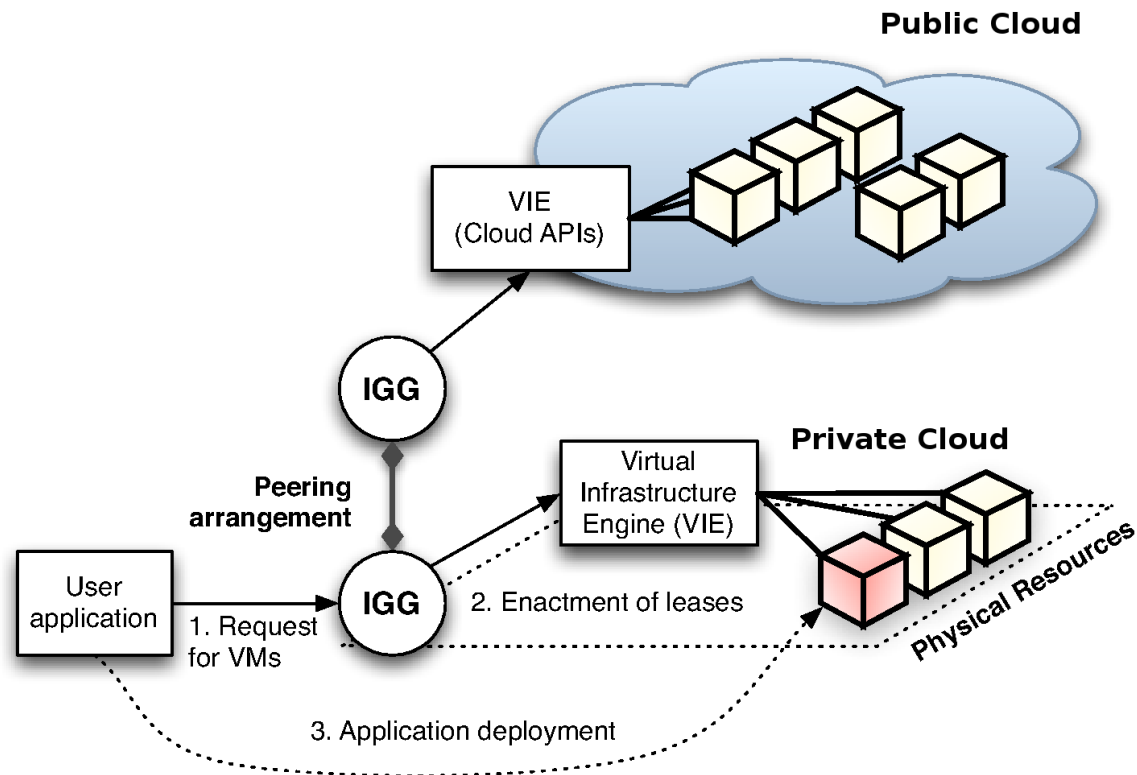 Public Cloud
VIE
(Cloud APIs)
IGG
Private Cloud
Virtual
Infrastructure
Engine (VIE)
Peering
arrangement
User
application
IGG
1. Request
for VMs
2. Enactment of leases
Physical Resources
3. Application deployment